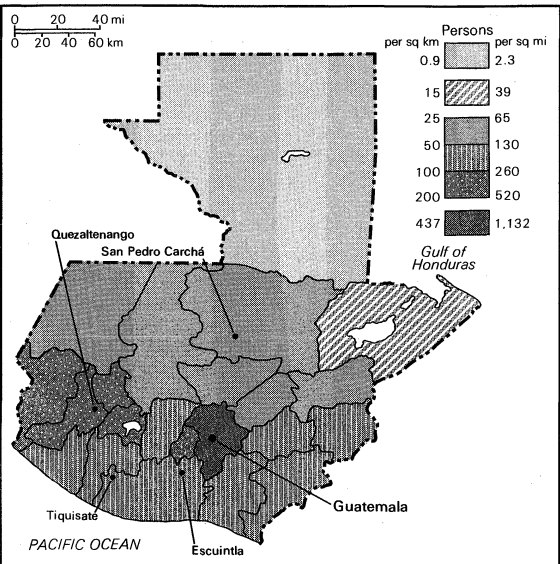 0 20 40 mi
0 20 40 60 km
Persons
per sq km per sq mi
0.9 2.3
15 39
25 65
50 130
100 260
200 520
437 1,132
Gulf of
Honduras
Quezaltenango
San Pedro Carchá
Guatemala
Tiquisate
Escuintla
PACIFIC OCEAN